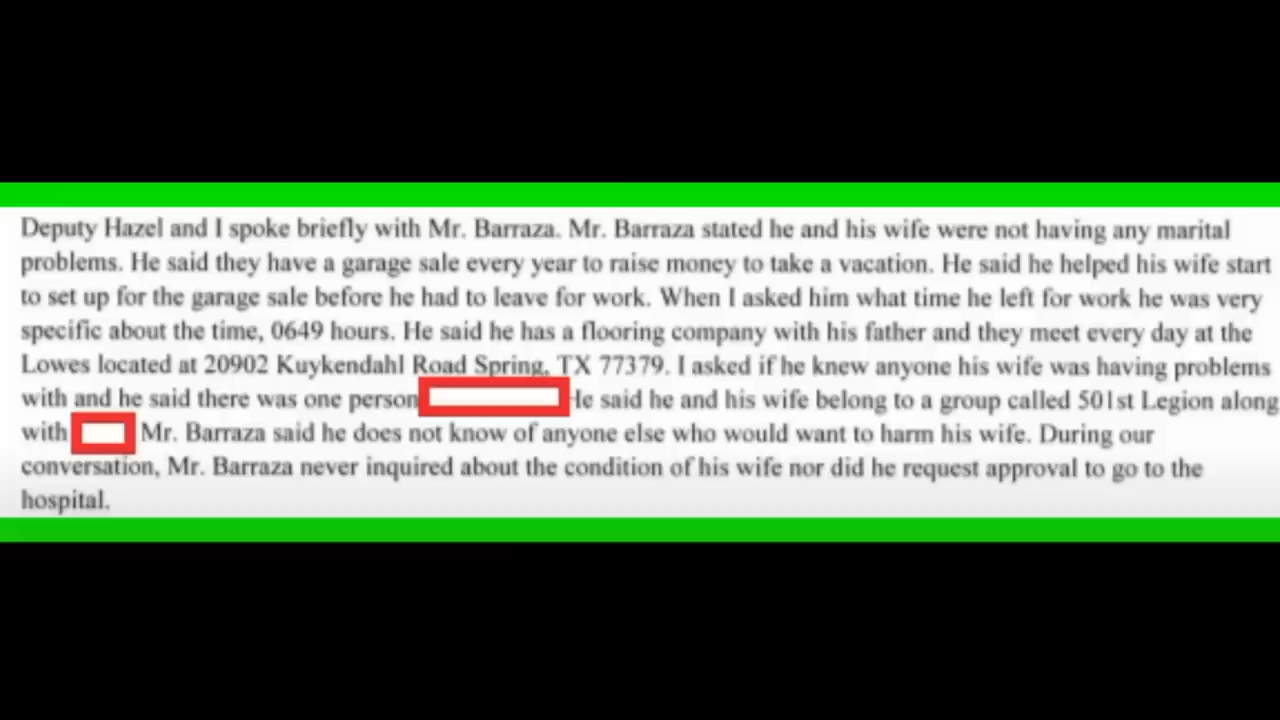 Deputy Hazel and I spoke briefly with Mr. Barraza. Mr. Barraza stated he and his wife were not having any marital
problems. He said they have a garage sale every year to raise money to take a vacation. He said he helped his wife start
to set up for the garage sale before he had to leave for work. When I asked him what time he left for work he was very
specific about the time, 0649 hours. He said he has a flooring company with his father and they meet every day at the
Lowes located at 20902 Kuykendahl Road Spring, TX 77379. I asked if he knew anyone his wife was having problems
with and he said there was one person He said he and his wife belong to a group called 501st Legion along
with Mr. Barraza said he does not know of anyone else who would want to harm his wife. During our
conversation, Mr. Barraza never inquired about the condition of his wife nor did he request approval to go to the
hospital.